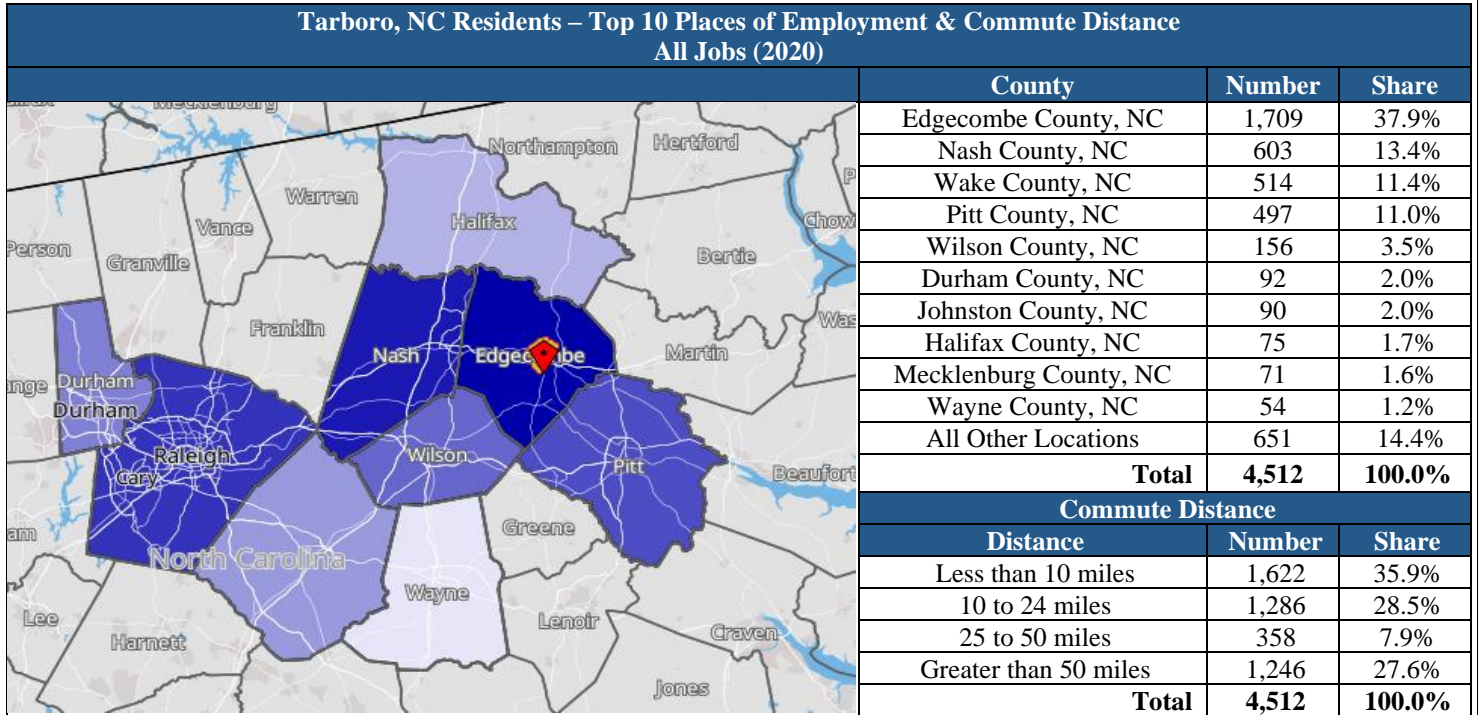 Tarboro, NC Residents – Top 10 Places of Employment & Commute Distance
All Jobs (2020)
County Number Share
Edgecombe County, NC 1,709 37.9%
Nash County, NC 603 13.4%
Wake County, NC 514 11.4%
Pitt County, NC 497 11.0%
Wilson County, NC 156 3.5%
Durham County, NC 92 2.0%
Johnston County, NC 90 2.0%
Halifax County, NC 75 1.7%
Mecklenburg County, NC 71 1.6%
Wayne County, NC 54 1.2%
All Other Locations 651 14.4%
Total 4,512 100.0%
Commute Distance
Distance Number Share
Less than 10 miles 1,622 35.9%
10 to 24 miles 1,286 28.5%
25 to 50 miles 358 7.9%
Greater than 50 miles 1,246 27.6%
Total 4,512 100.0%
Mecklenburg
Northampton
Hertford
Warren
Vance
Halifax
Chow
Person
Granville
Bertie
Franklin
Nash
Was
Martin
Durham
Durham
Raleigh
Cary
Wilson
Pitt
Beaufort
Greene
North Carolina
Wayne
Lee
Harnett
Lenoir
Craven
Jones